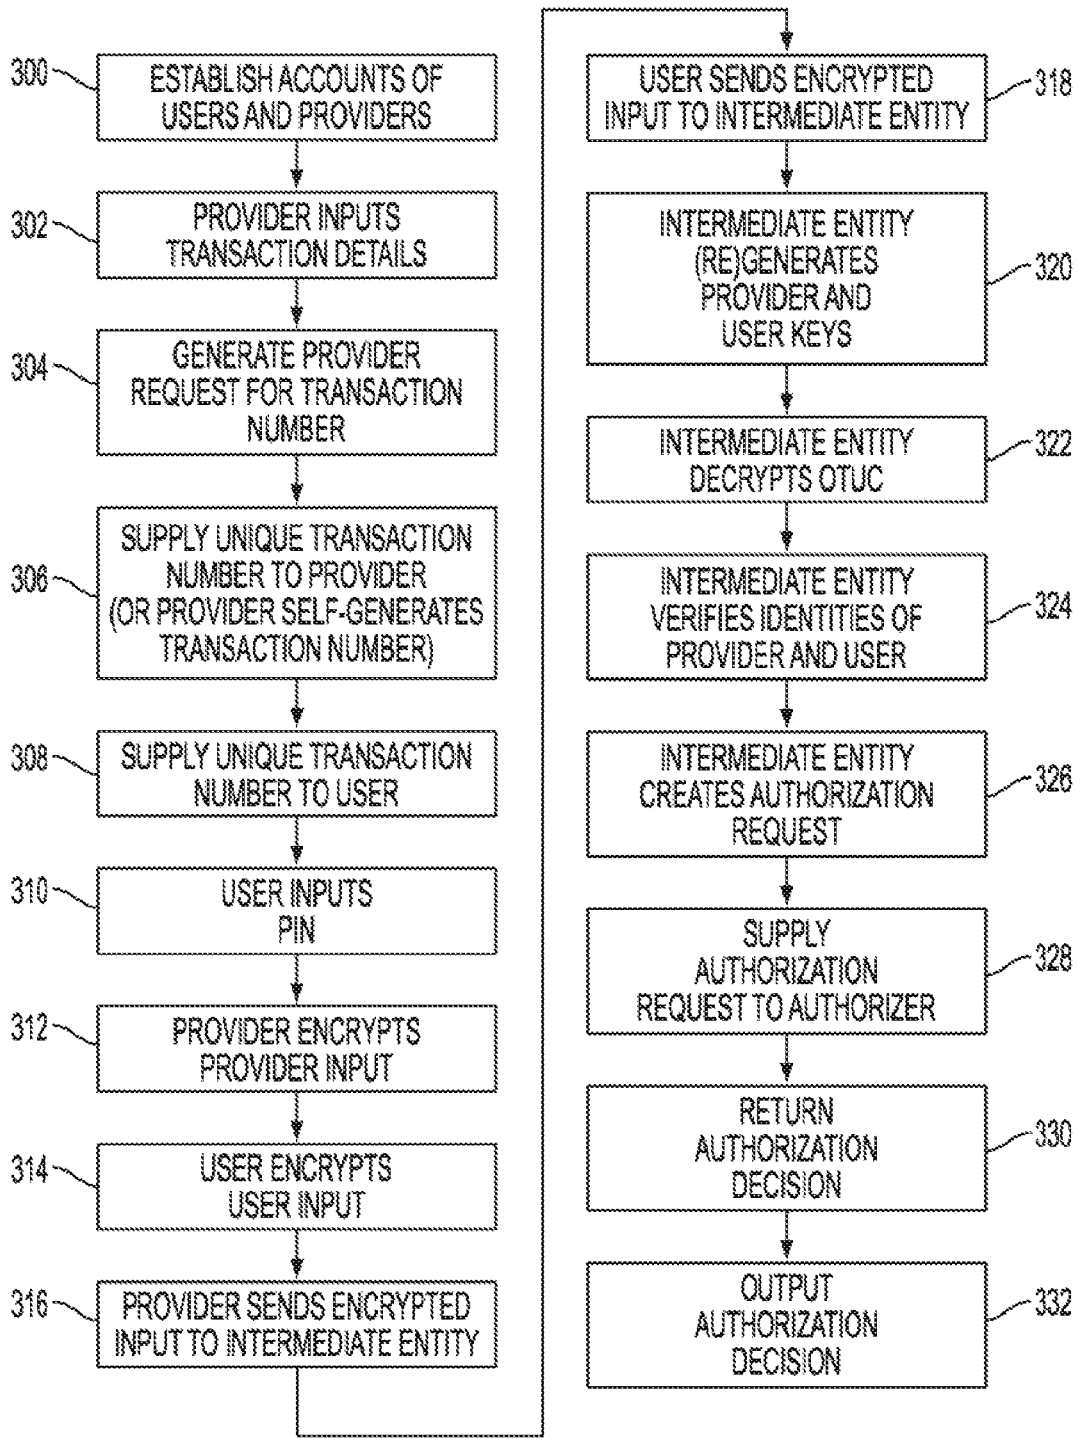 300
ESTABLISH ACCOUNTS OF
USERS AND PROVIDERS
302
PROVIDER INPUTS
TRANSACTION DETAILS
304
GENERATE PROVIDER
REQUEST FOR TRANSACTION
NUMBER
306
SUPPLY UNIQUE TRANSACTION
NUMBER TO PROVIDER
(OR PROVIDER SELF-GENERATES
TRANSACTION NUMBER)
308
SUPPLY UNIQUE TRANSACTION
NUMBER TO USER
310
USER INPUTS
PIN
312
PROVIDER ENCRYPTS
PROVIDER INPUT
314
USER ENCRYPTS
USER INPUT
316
PROVIDER SENDS ENCRYPTED
INPUT TO INTERMEDIATE ENTITY
USER SENDS ENCRYPTED
INPUT TO INTERMEDIATE ENTITY
318
INTERMEDIATE ENTITY
(RE)GENERATES
PROVIDER AND
USER KEYS
320
INTERMEDIATE ENTITY
DECRYPTS OTUC
322
INTERMEDIATE ENTITY
VERIFIES IDENTITIES OF
PROVIDER AND USER
324
INTERMEDIATE ENTITY
CREATES AUTHORIZATION
REQUEST
326
SUPPLY
AUTHORIZATION
REQUEST TO AUTHORIZER
328
RETURN
AUTHORIZATION
DECISION
330
OUTPUT
AUTHORIZATION
DECISION
332